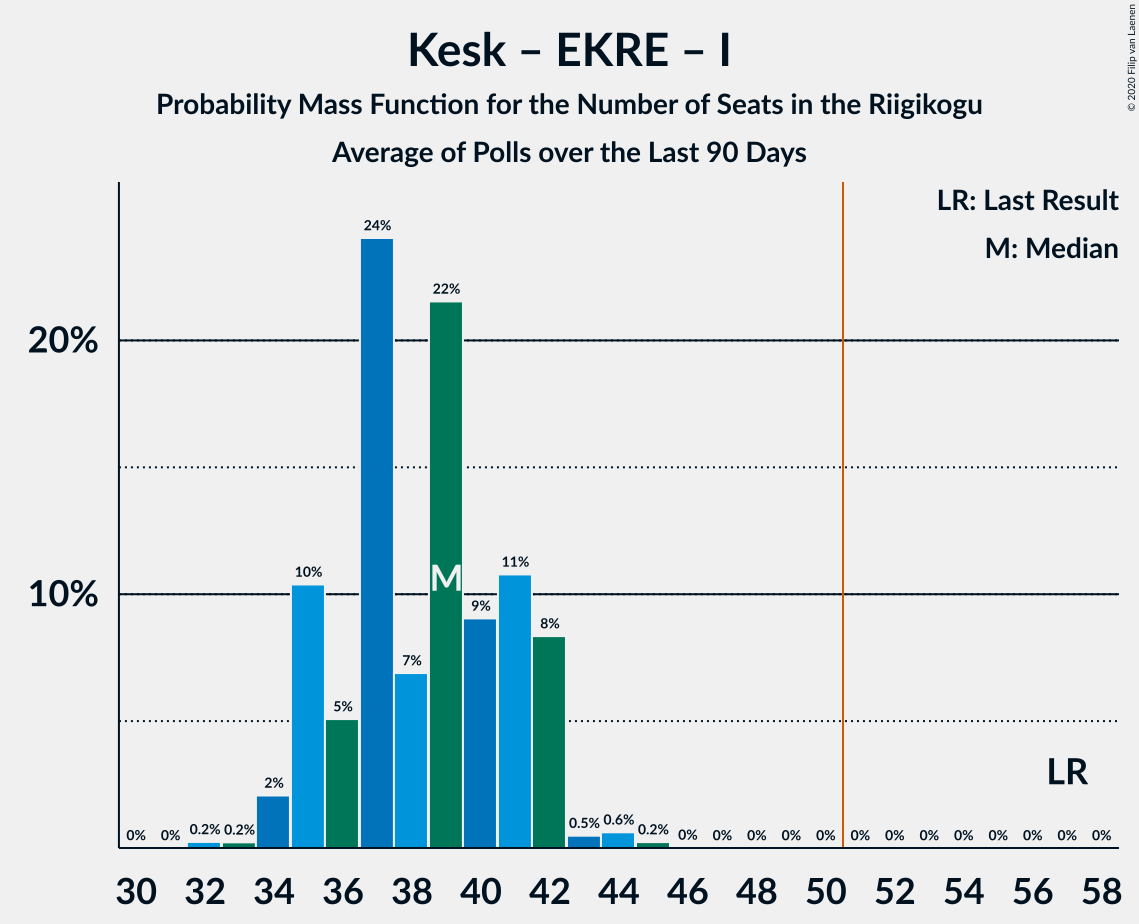 Kesk – EKRE – I
Probability Mass Function for the Number of Seats in the Riigikogu
Average of Polls over the Last 90 Days
© 2020 Filip van Laenen
LR: Last Result
M: Median
24%
22%
20%
11%
10%
M
10%
9%
8%
7%
5%
LR
2%
0% 0% 0.2% 0.2% 0.5% 0.6% 0.2% 0% 0% 0% 0% 0% 0% 0% 0% 0% 0% 0% 0% 0%
30 32 34 36 38 40 42 44 46 48 50 52 54 56 58